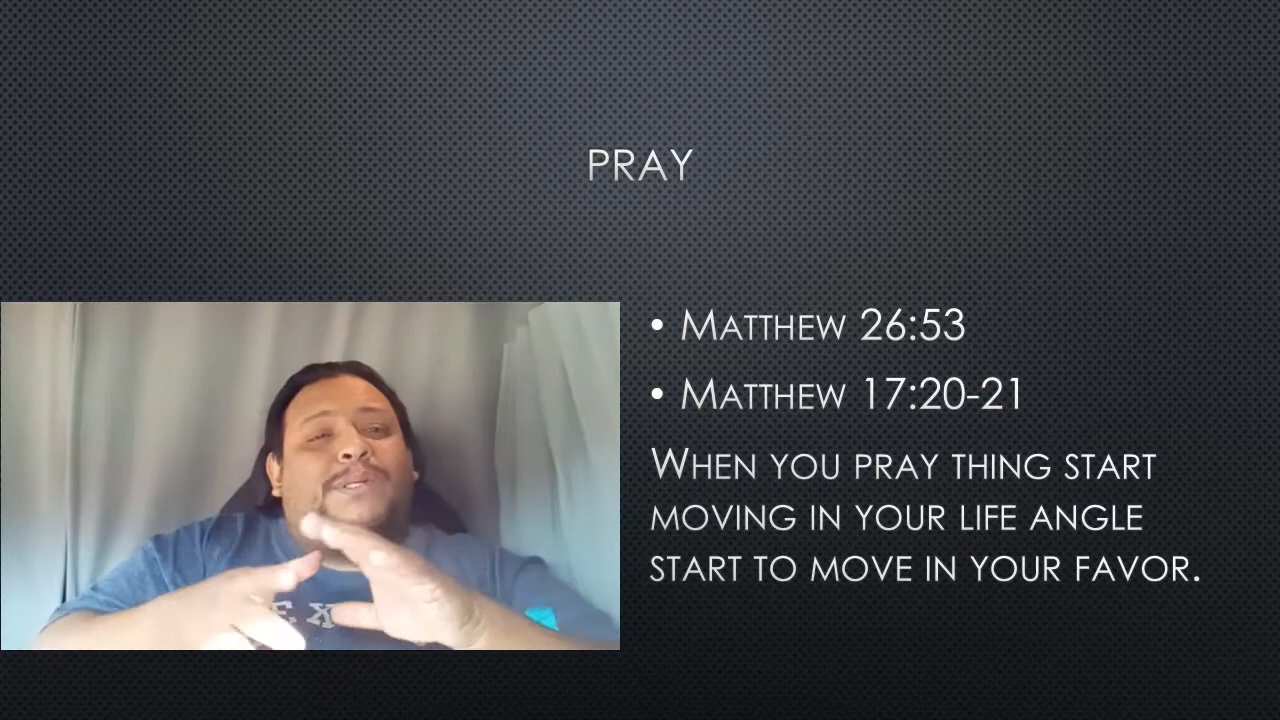 PRAY
• MATTHEW 26:53
• MATTHEW 17:20-21
WHEN YOU PRAY THING START
MOVING IN YOUR LIFE ANGLE
START TO MOVE IN YOUR FAVOR.